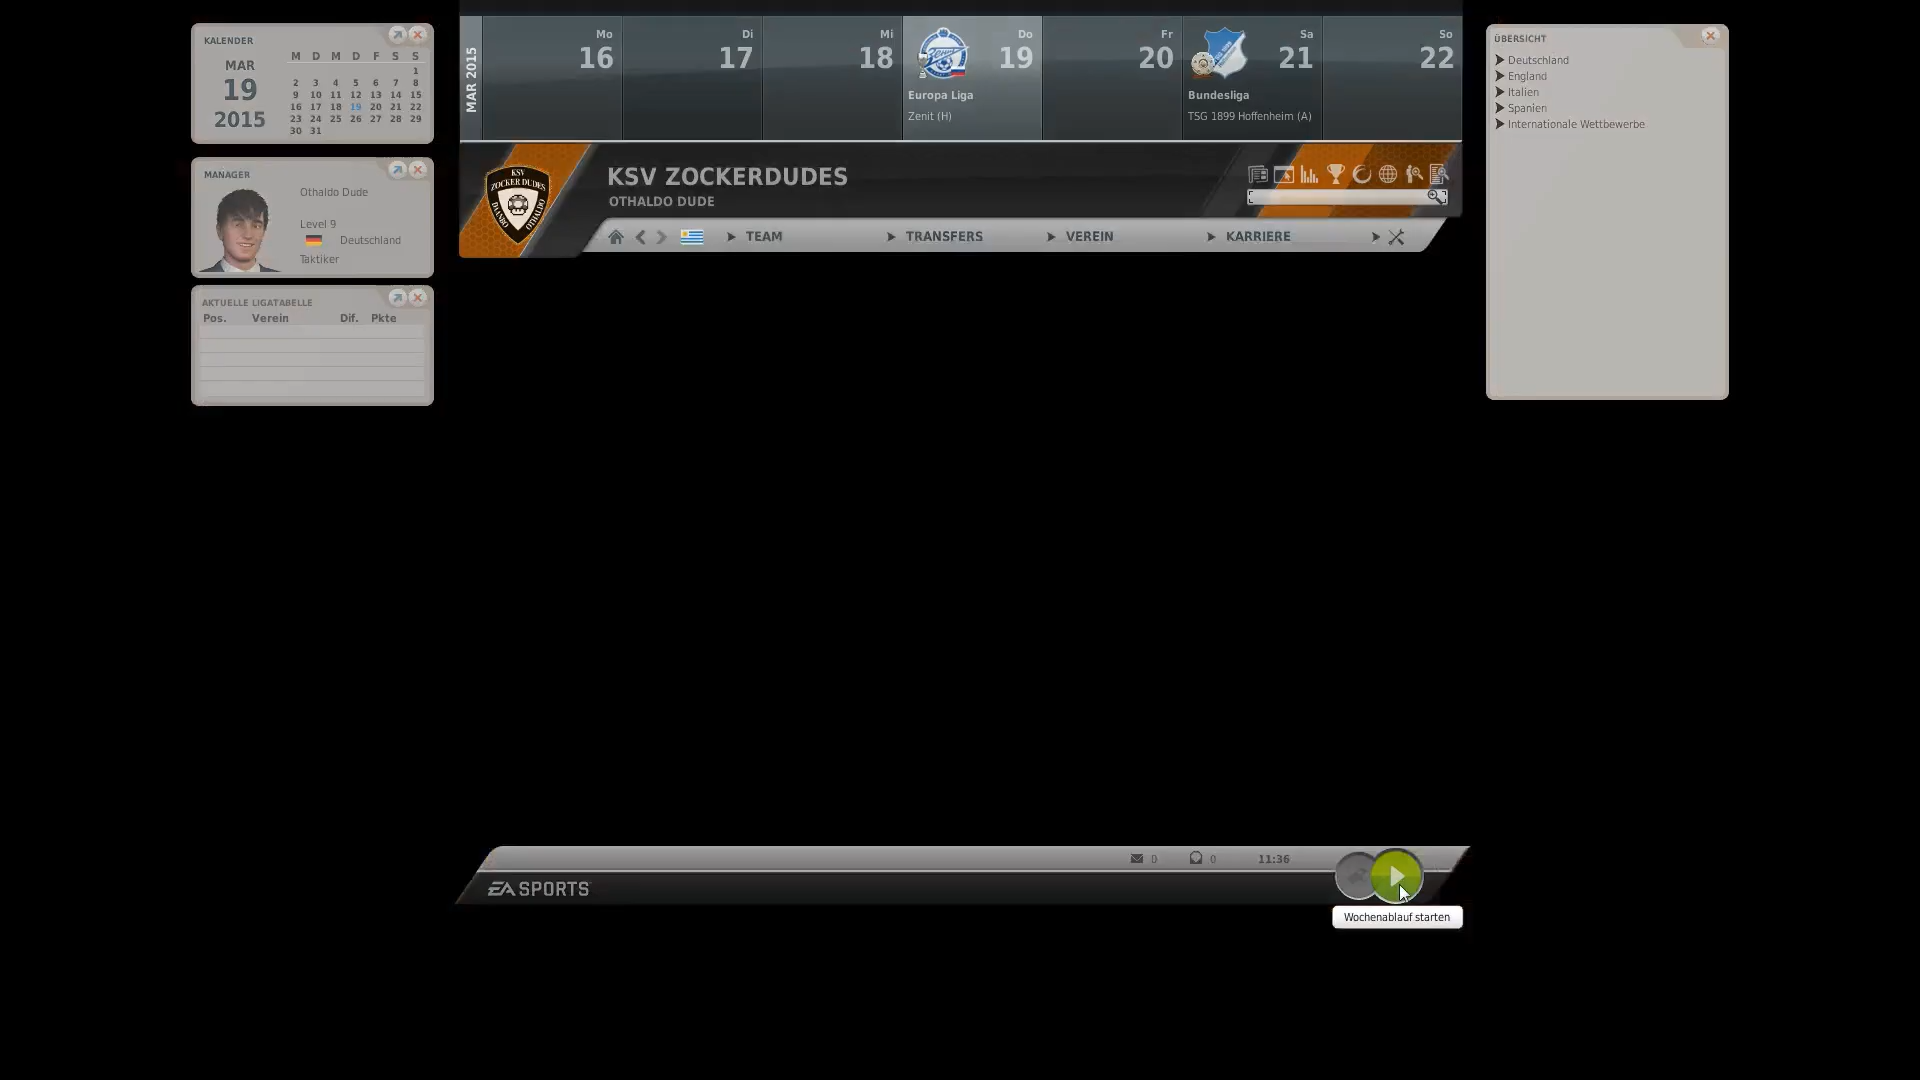 KALENDER
MAR
19
2015
M D M D F S S
1
2 3 4 5 6 7 8
9 10 11 12 13 14 15
16 17 18 19 20 21 22
23 24 25 26 27 28 29
30 31
MANAGER
Othaldo Dude
Level 9
Deutschland
Taktiker
AKTUELLE LIGATABELLE
Pos. Verein Dif. Pkte
MAR 2015
Mo 16
Di 17
Mi 18
Do 19
Europa Liga
Zenit (H)
Fr 20
Sa 21
Bundesliga
TSG 1899 Hoffenheim (A)
So 22
KSV
ZOCKER DUDES
OTHALDO
KSV ZOCKERDUDES
OTHALDO DUDE
TEAM
TRANSFERS
VEREIN
KARRIERE
ÜBERSICHT
Deutschland
England
Italien
Spanien
Internationale Wettbewerbe
0 0 11:36
EA SPORTS
Wochenablauf starten